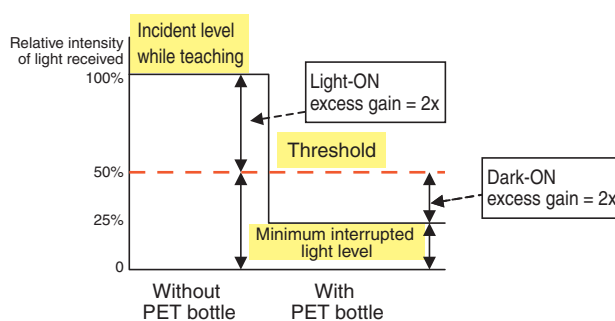 Incident level
while teaching
Relative intensity
of light received
100%
Light-ON
excess gain = 2x
Threshold
50%
Dark-ON
excess gain = 2x
25%
Minimum interrupted
light level
0
Without
PET bottle
With
PET bottle